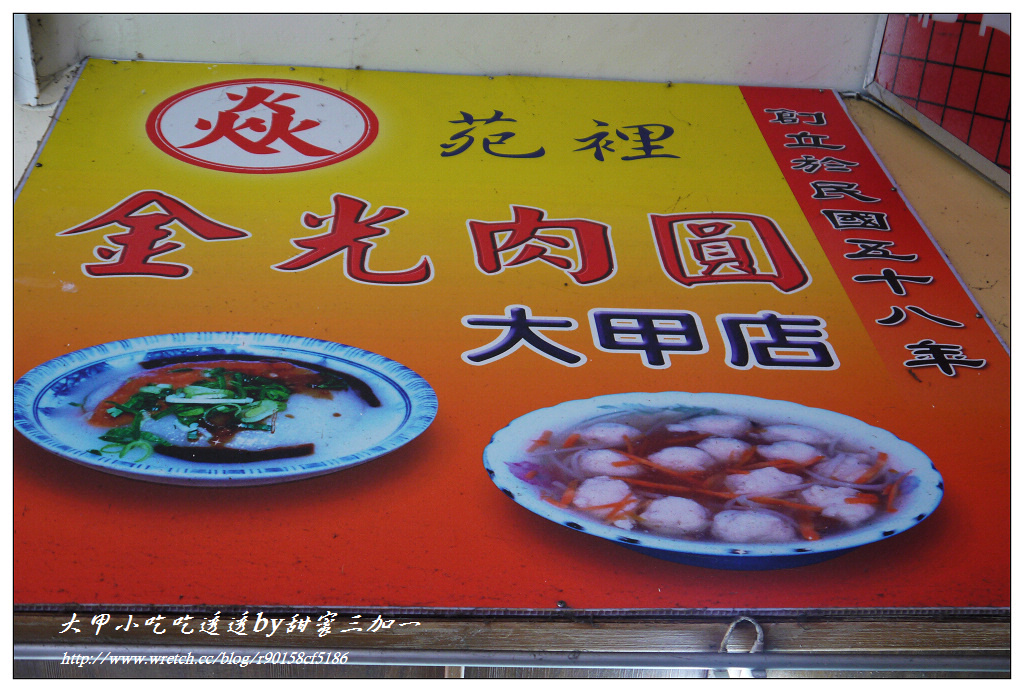 焱
苑裡
金光肉圓
大甲店
創立於民國五十八年
大甲小吃吃透透by甜蜜三加一
http://www.wretch.cc/blog/r90158cf5186